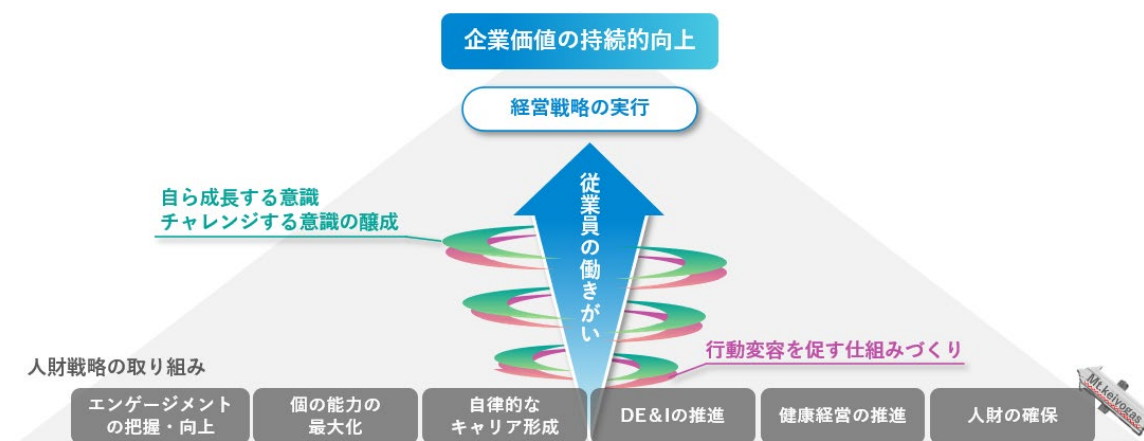 企業価値の持続的向上
経営戦略の実行
従業員の働きがい
自ら成長する意識
チャレンジする意識の醸成
行動変容を促す仕組みづくり
人財戦略の取り組み
エンゲージメント
の把握・向上
個の能力の
最大化
自律的な
キャリア形成
DE&Iの推進
健康経営の推進
人財の確保
Mt.keiyogas